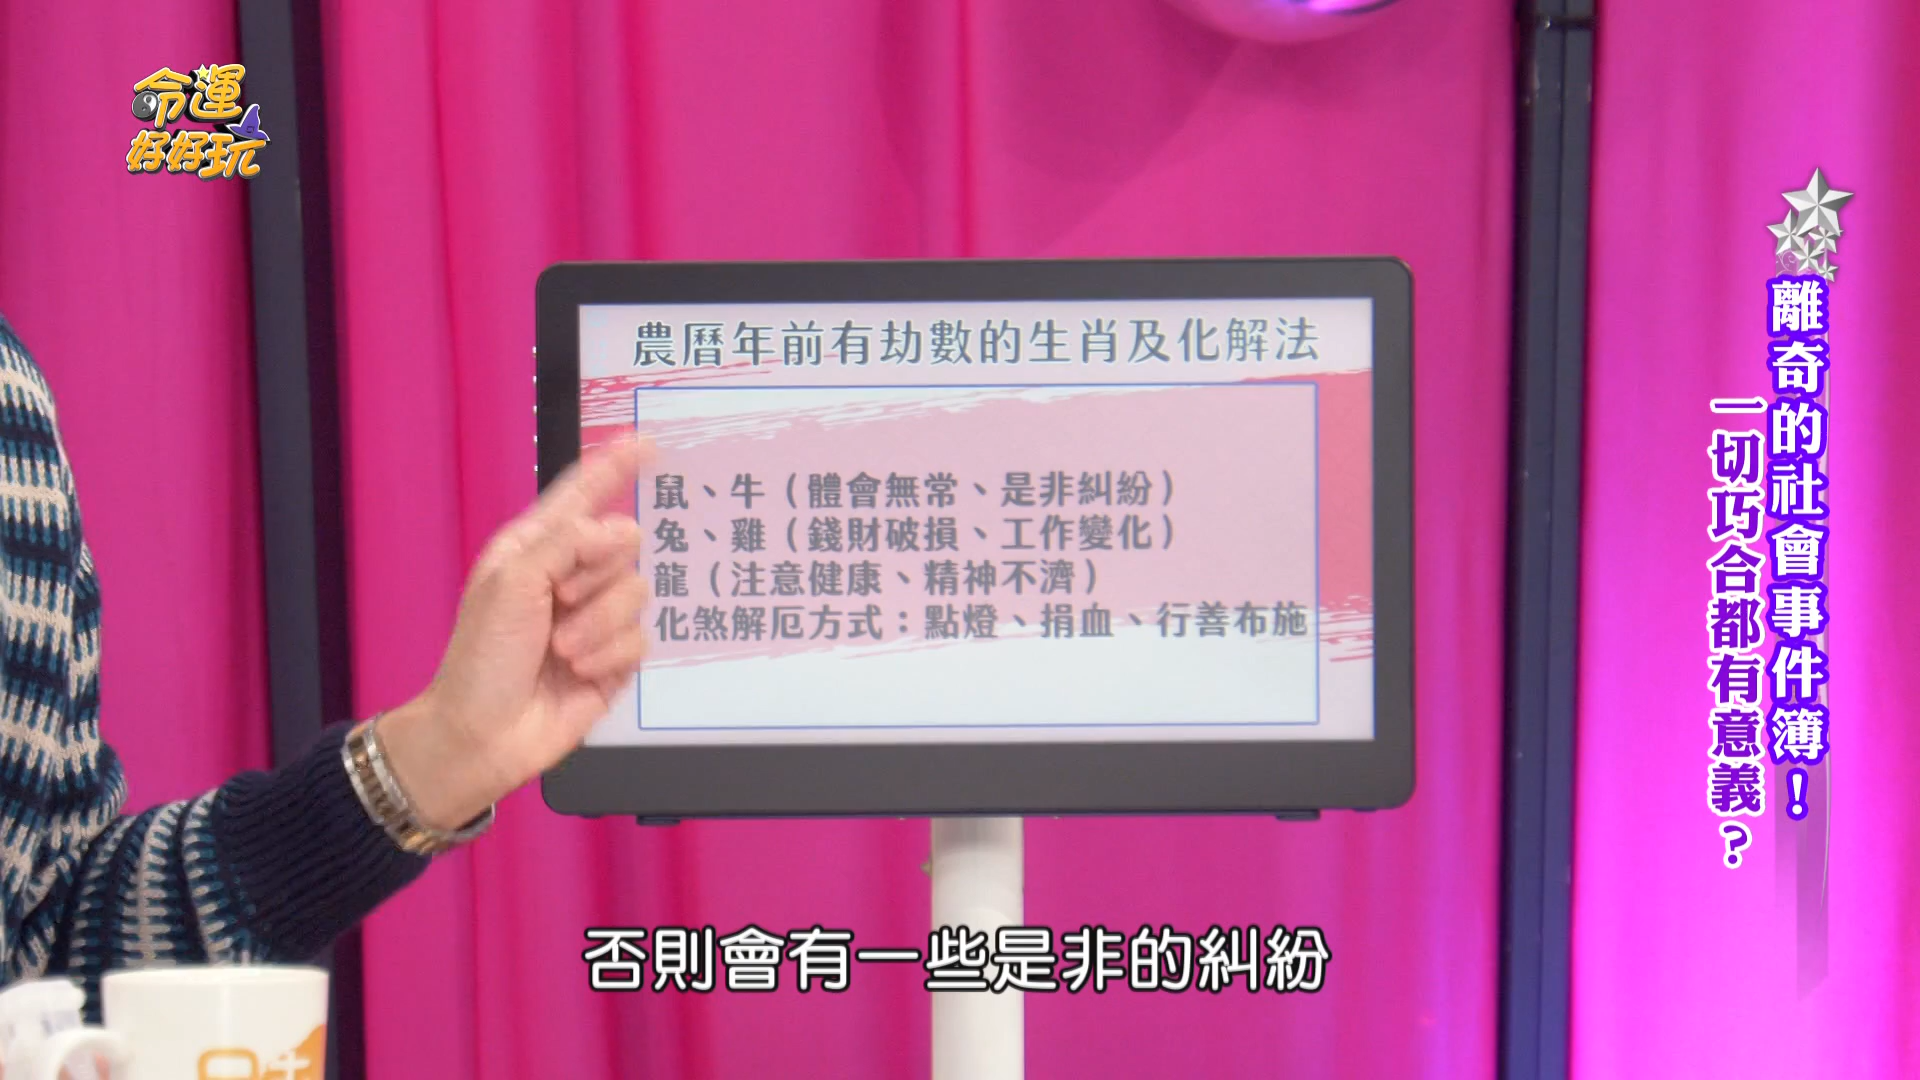 命運
好好玩
離奇的社會事件簿！
一切巧合都有意義？
農曆年前有劫數的生肖及化解法
鼠、牛（體會無常、是非糾紛）
兔、雞（錢財破損、工作變化）
龍（注意健康、精神不濟）
化煞解厄方式：點燈、捐血、行善布施
否則會有一些是非的糾紛